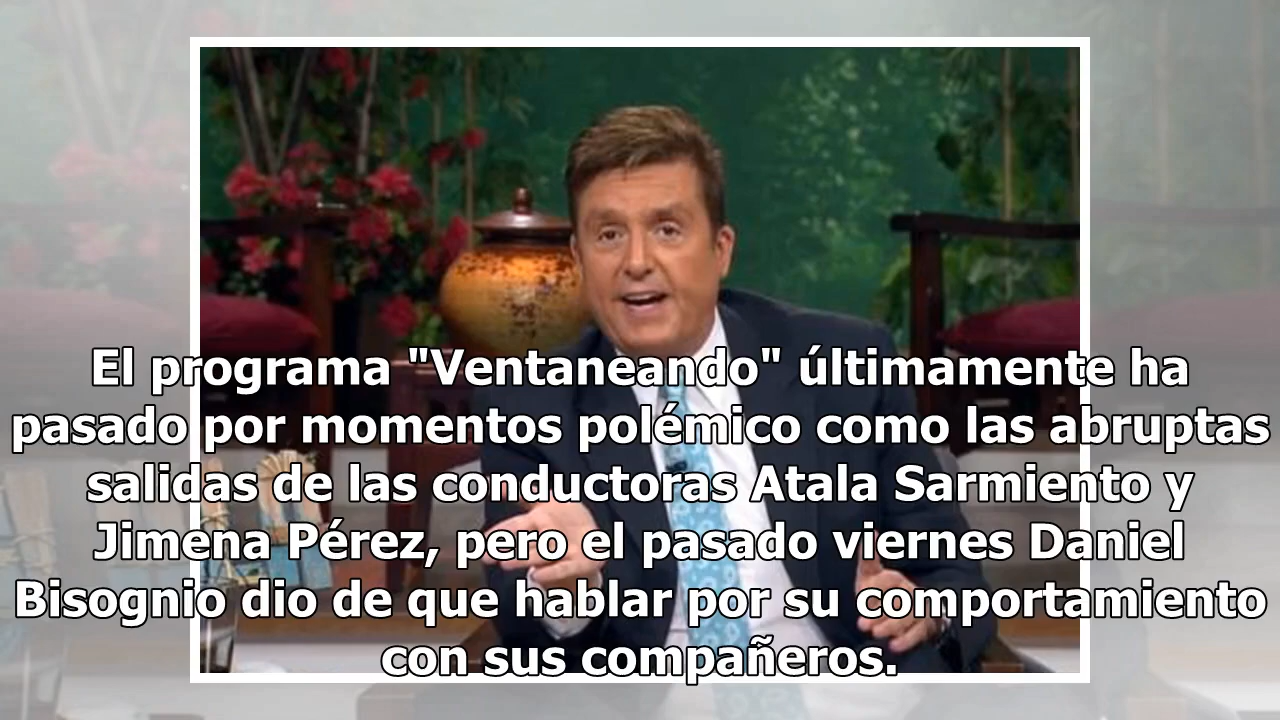 El programa "Ventaneando" últimamente ha
pasado por momentos polémico como las abruptas
salidas de las conductoras Atala Sarmiento y
Jimena Pérez, pero el pasado viernes Daniel
Bisognio dio de que hablar por su comportamiento
con sus compañeros.